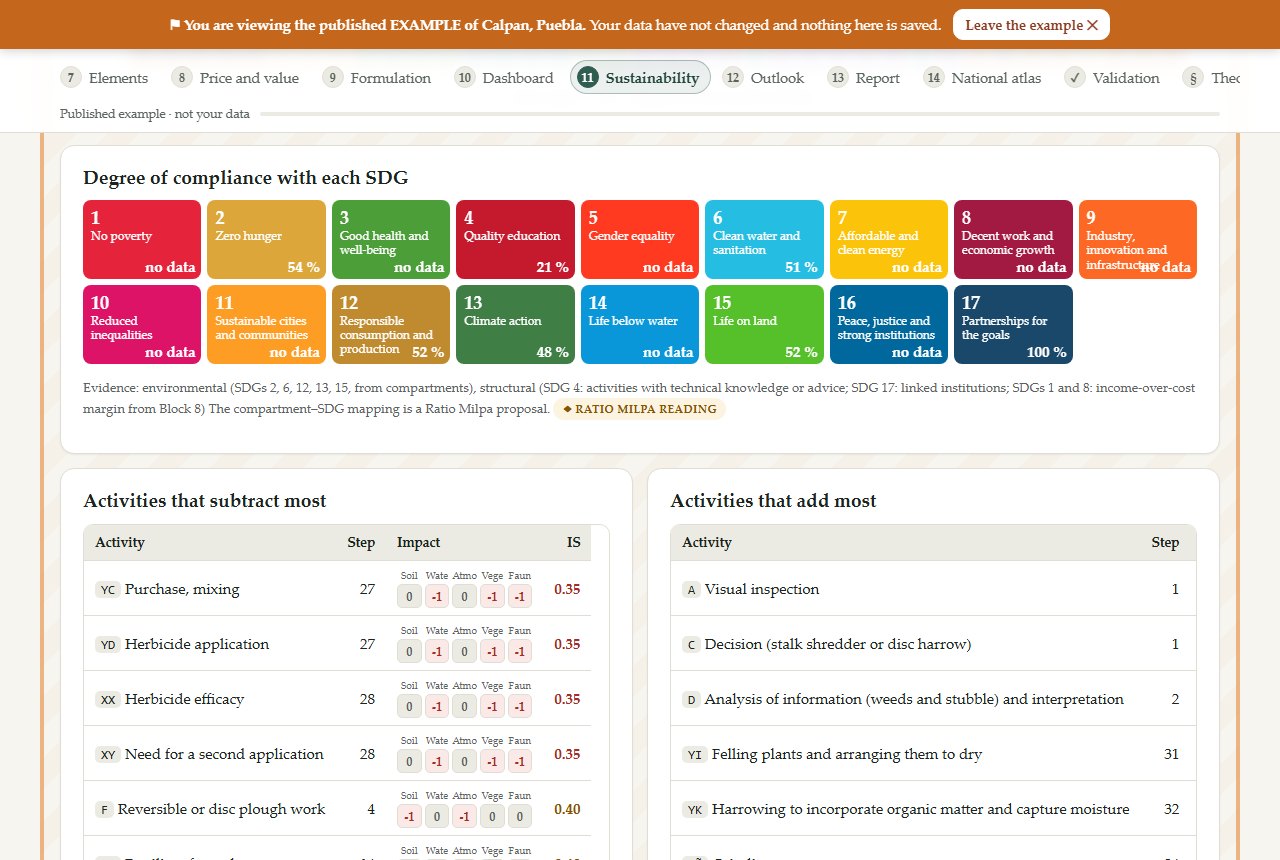 ⚑ You are viewing the published EXAMPLE of Calpan, Puebla. Your data have not changed and nothing here is saved. Leave the example ✕
7 Elements 8 Price and value 9 Formulation 10 Dashboard 11 Sustainability 12 Outlook 13 Report 14 National atlas ✓ Validation §
Published example · not your data
Degree of compliance with each SDG
1 No poverty no data
2 Zero hunger 54 %
3 Good health and well-being no data
4 Quality education 21 %
5 Gender equality no data
6 Clean water and sanitation 51 %
7 Affordable and clean energy no data
8 Decent work and economic growth no data
9 Industry, innovation and infrastructure no data
10 Reduced inequalities no data
11 Sustainable cities and communities no data
12 Responsible consumption and production 52 %
13 Climate action 48 %
14 Life below water no data
15 Life on land 52 %
16 Peace, justice and strong institutions no data
17 Partnerships for the goals 100 %
Evidence: environmental (SDGs 2, 6, 12, 13, 15, from compartments), structural (SDG 4: activities with technical knowledge or advice; SDG 17: linked institutions; SDGs 1 and 8: income-over-cost
margin from Block 8) The compartment–SDG mapping is a Ratio Milpa proposal. ◆ RATIO MILPA READING
Activities that subtract most
Activity Step Impact IS
Soil Wate Atmo Vege Faun
YC Purchase, mixing 27 0 -1 0 -1 -1 0.35
Soil Wate Atmo Vege Faun
YD Herbicide application 27 0 -1 0 -1 -1 0.35
Soil Wate Atmo Vege Faun
XX Herbicide efficacy 28 0 -1 0 -1 -1 0.35
Soil Wate Atmo Vege Faun
XY Need for a second application 28 0 -1 0 -1 -1 0.35
Soil Wate Atmo Vege Faun
F Reversible or disc plough work 4 -1 0 -1 0 0 0.40
Soil Wate Atmo Vege Faun
Activities that add most
Activity Step
A Visual inspection 1
C Decision (stalk shredder or disc harrow) 1
D Analysis of information (weeds and stubble) and interpretation 2
YI Felling plants and arranging them to dry 31
YK Harrowing to incorporate organic matter and capture moisture 32